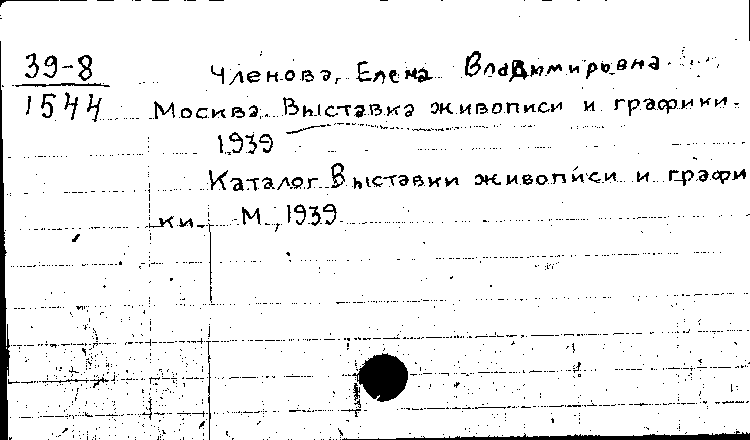 39-8
1544
Членова, Елена Владимировна
Москва. Выставка живописи и графики.
1939
Каталог Выставки живописи и графи
ки. М., 1939